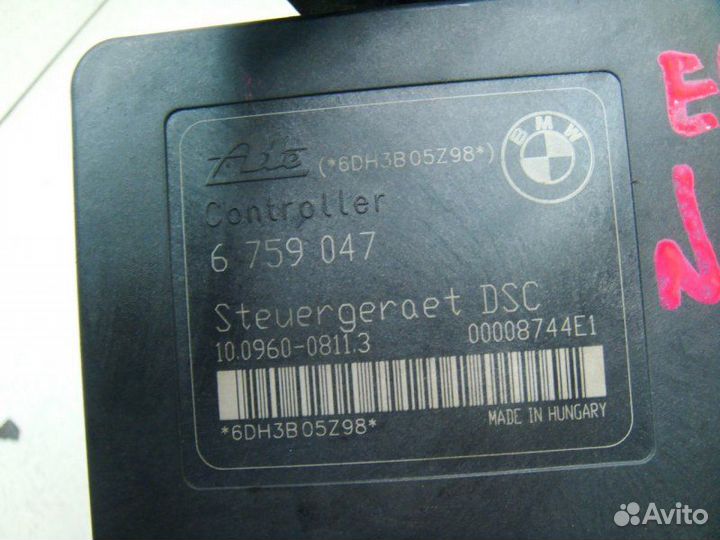 Ate (*6DH3B05Z98*)
BMW
Controller
6 759 047
Steuergeraet DSC
10.0960-0811.3 00008744E1
*6DH3B05Z98*
MADE IN HUNGARY
E
N
Avito